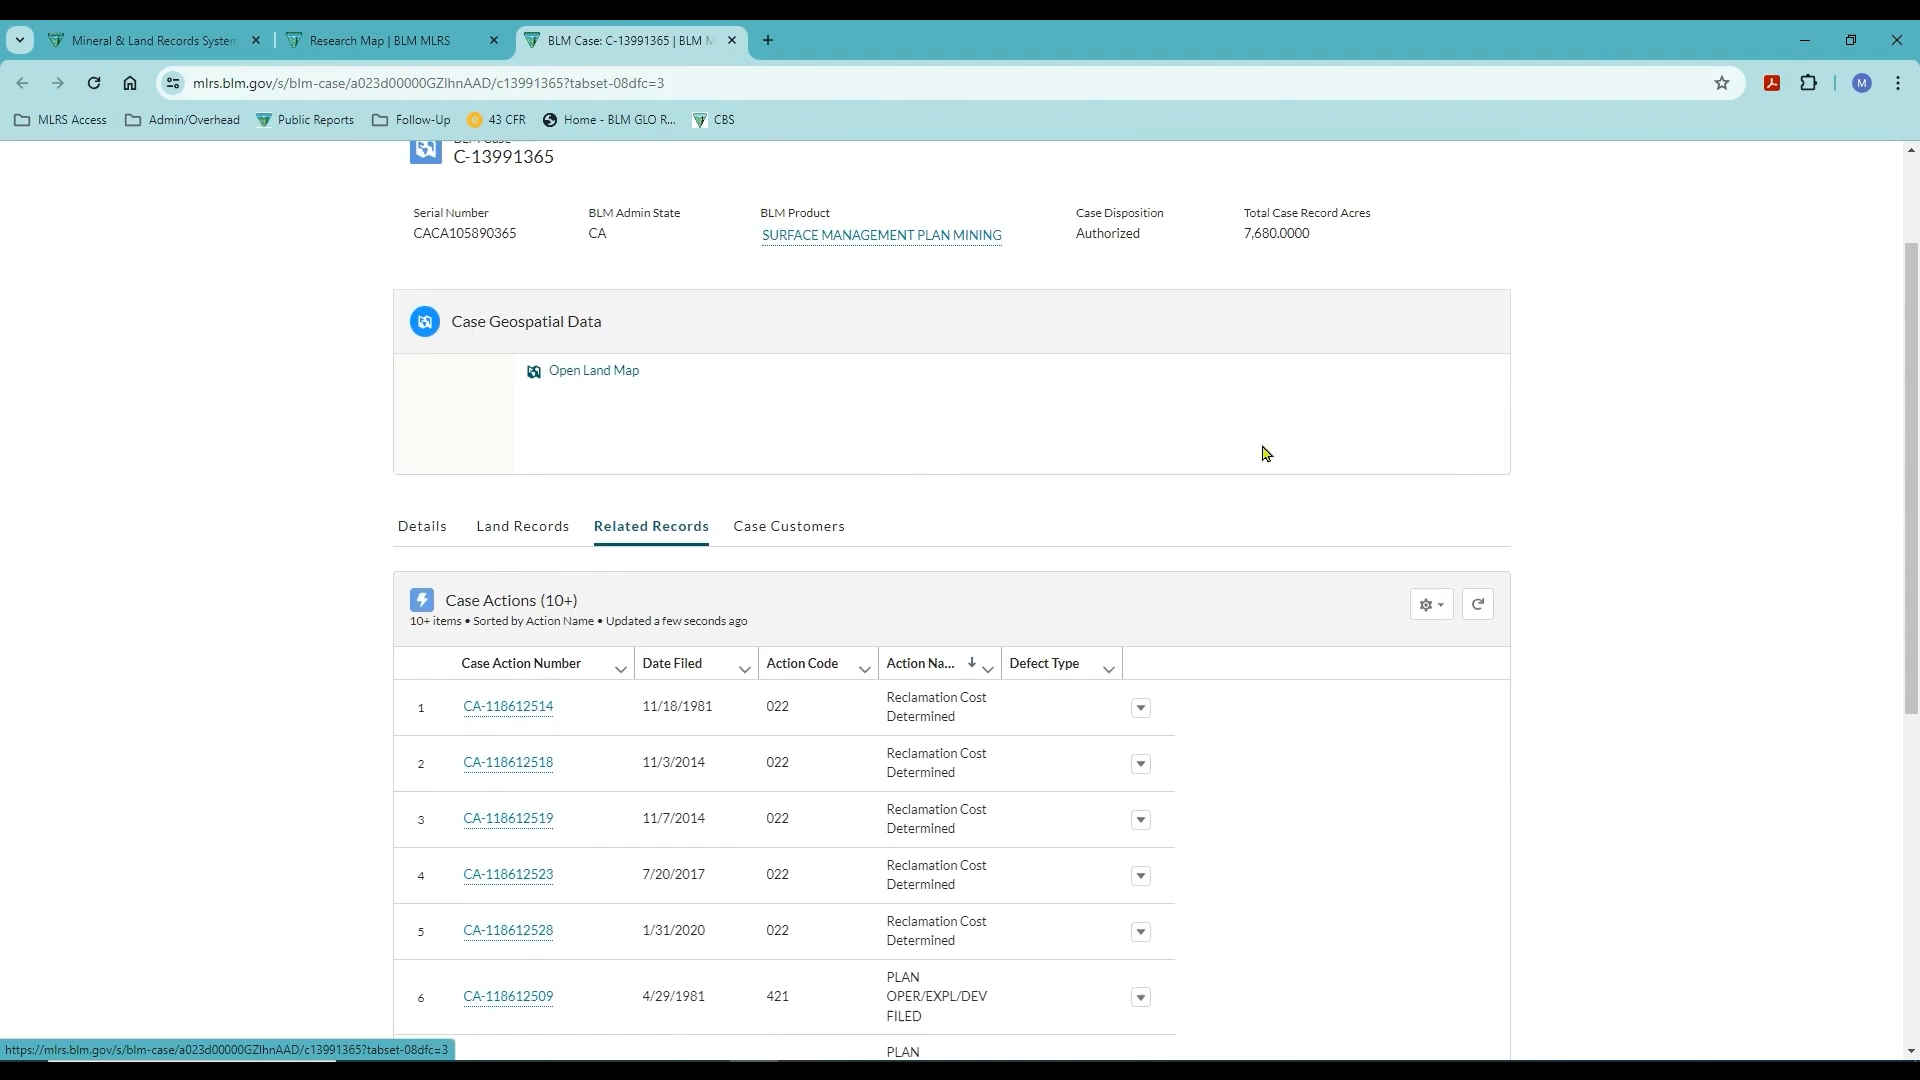 Mineral & Land Records System
Research Map | BLM MLRS
BLM Case: C-13991365 | BLM M
mlrs.blm.gov/s/blm-case/a023d00000GZIhnAAD/c13991365?tabset-08dfc=3
M
MLRS Access
Admin/Overhead
Public Reports
Follow-Up
43 CFR
Home - BLM GLO R...
CBS
BLM Case
C-13991365
Serial Number
BLM Admin State
BLM Product
Case Disposition
Total Case Record Acres
CACA105890365
CA
SURFACE MANAGEMENT PLAN MINING
Authorized
7,680.0000
Case Geospatial Data
Open Land Map
Details
Land Records
Related Records
Case Customers
Case Actions (10+)
10+ items • Sorted by Action Name • Updated a few seconds ago
Case Action Number
Date Filed
Action Code
Action Na...
Defect Type
1 CA-118612514 11/18/1981 022 Reclamation Cost
Determined
2 CA-118612518 11/3/2014 022 Reclamation Cost
Determined
3 CA-118612519 11/7/2014 022 Reclamation Cost
Determined
4 CA-118612523 7/20/2017 022 Reclamation Cost
Determined
5 CA-118612528 1/31/2020 022 Reclamation Cost
Determined
PLAN
6 CA-118612509 4/29/1981 421 OPER/EXPL/DEV
FILED
PLAN
https://mlrs.blm.gov/s/blm-case/a023d00000GZIhnAAD/c13991365?tabset-08dfc=3